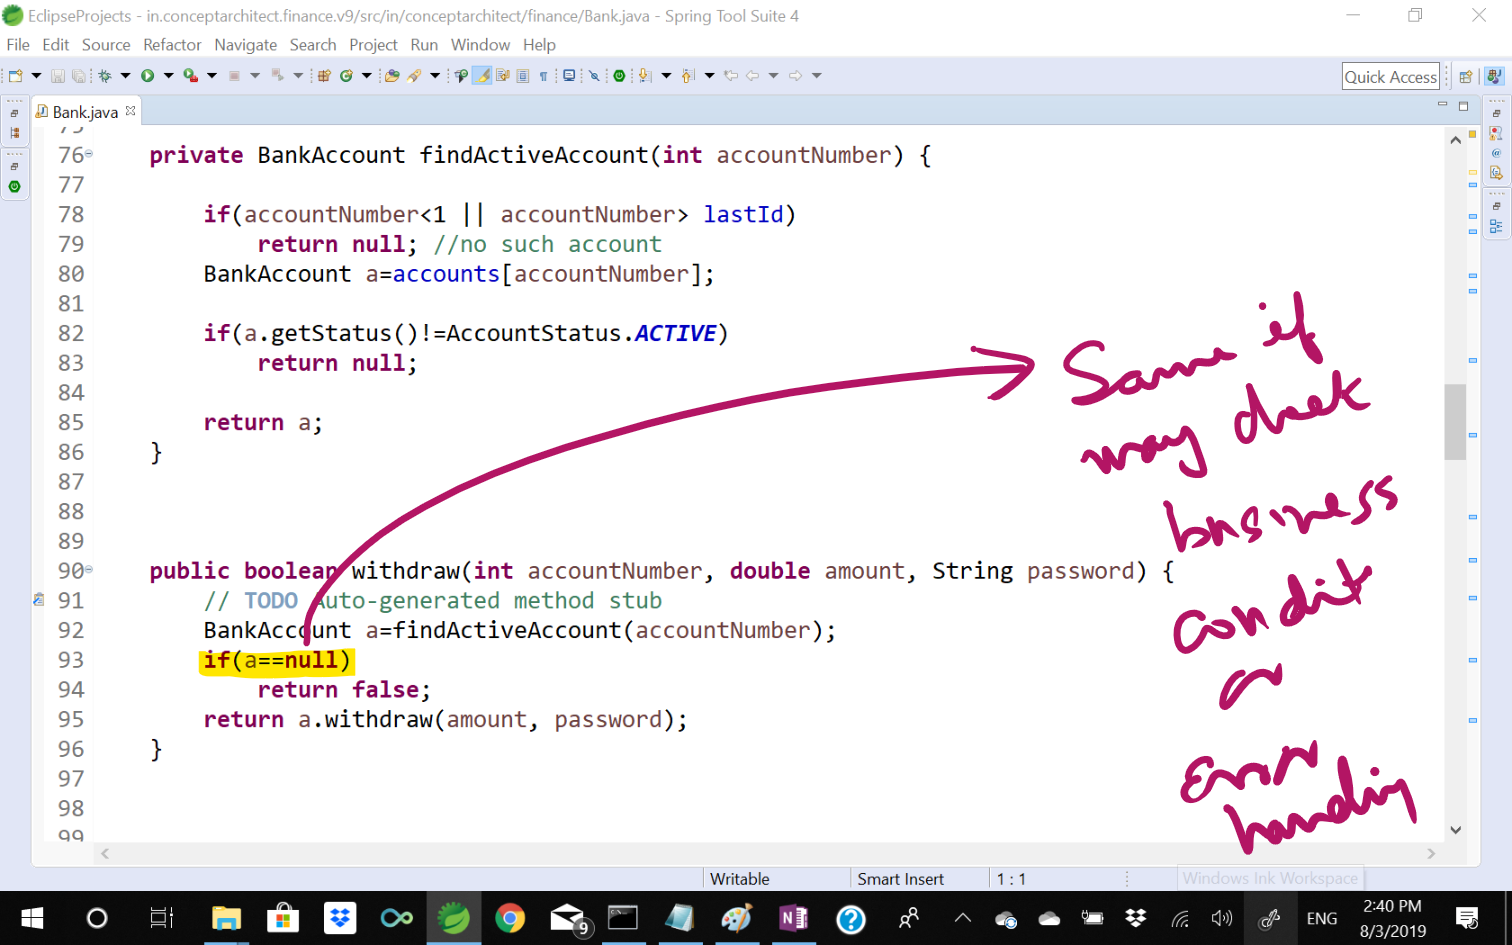 EclipseProjects - in.conceptarchitect.finance.v9/src/in/conceptarchitect/finance/Bank.java - Spring Tool Suite 4
File Edit Source Refactor Navigate Search Project Run Window Help
Quick Access
Bank.java
75
76 private BankAccount findActiveAccount(int accountNumber) {
77
78 if(accountNumber<1 || accountNumber> lastId)
79 return null; //no such account
80 BankAccount a=accounts[accountNumber];
81
82 if(a.getStatus()!=AccountStatus.ACTIVE)
83 return null;
84
85 return a;
86 }
87
88
89
90 public boolean withdraw(int accountNumber, double amount, String password) {
91 // TODO Auto-generated method stub
92 BankAccount a=findActiveAccount(accountNumber);
93 if(a==null)
94 return false;
95 return a.withdraw(amount, password);
96 }
97
98
99
Same if
may check
business
condit
or
Error
handling
Writable Smart Insert 1 : 1
Windows Ink Workspace
9
ENG
2:40 PM
8/3/2019